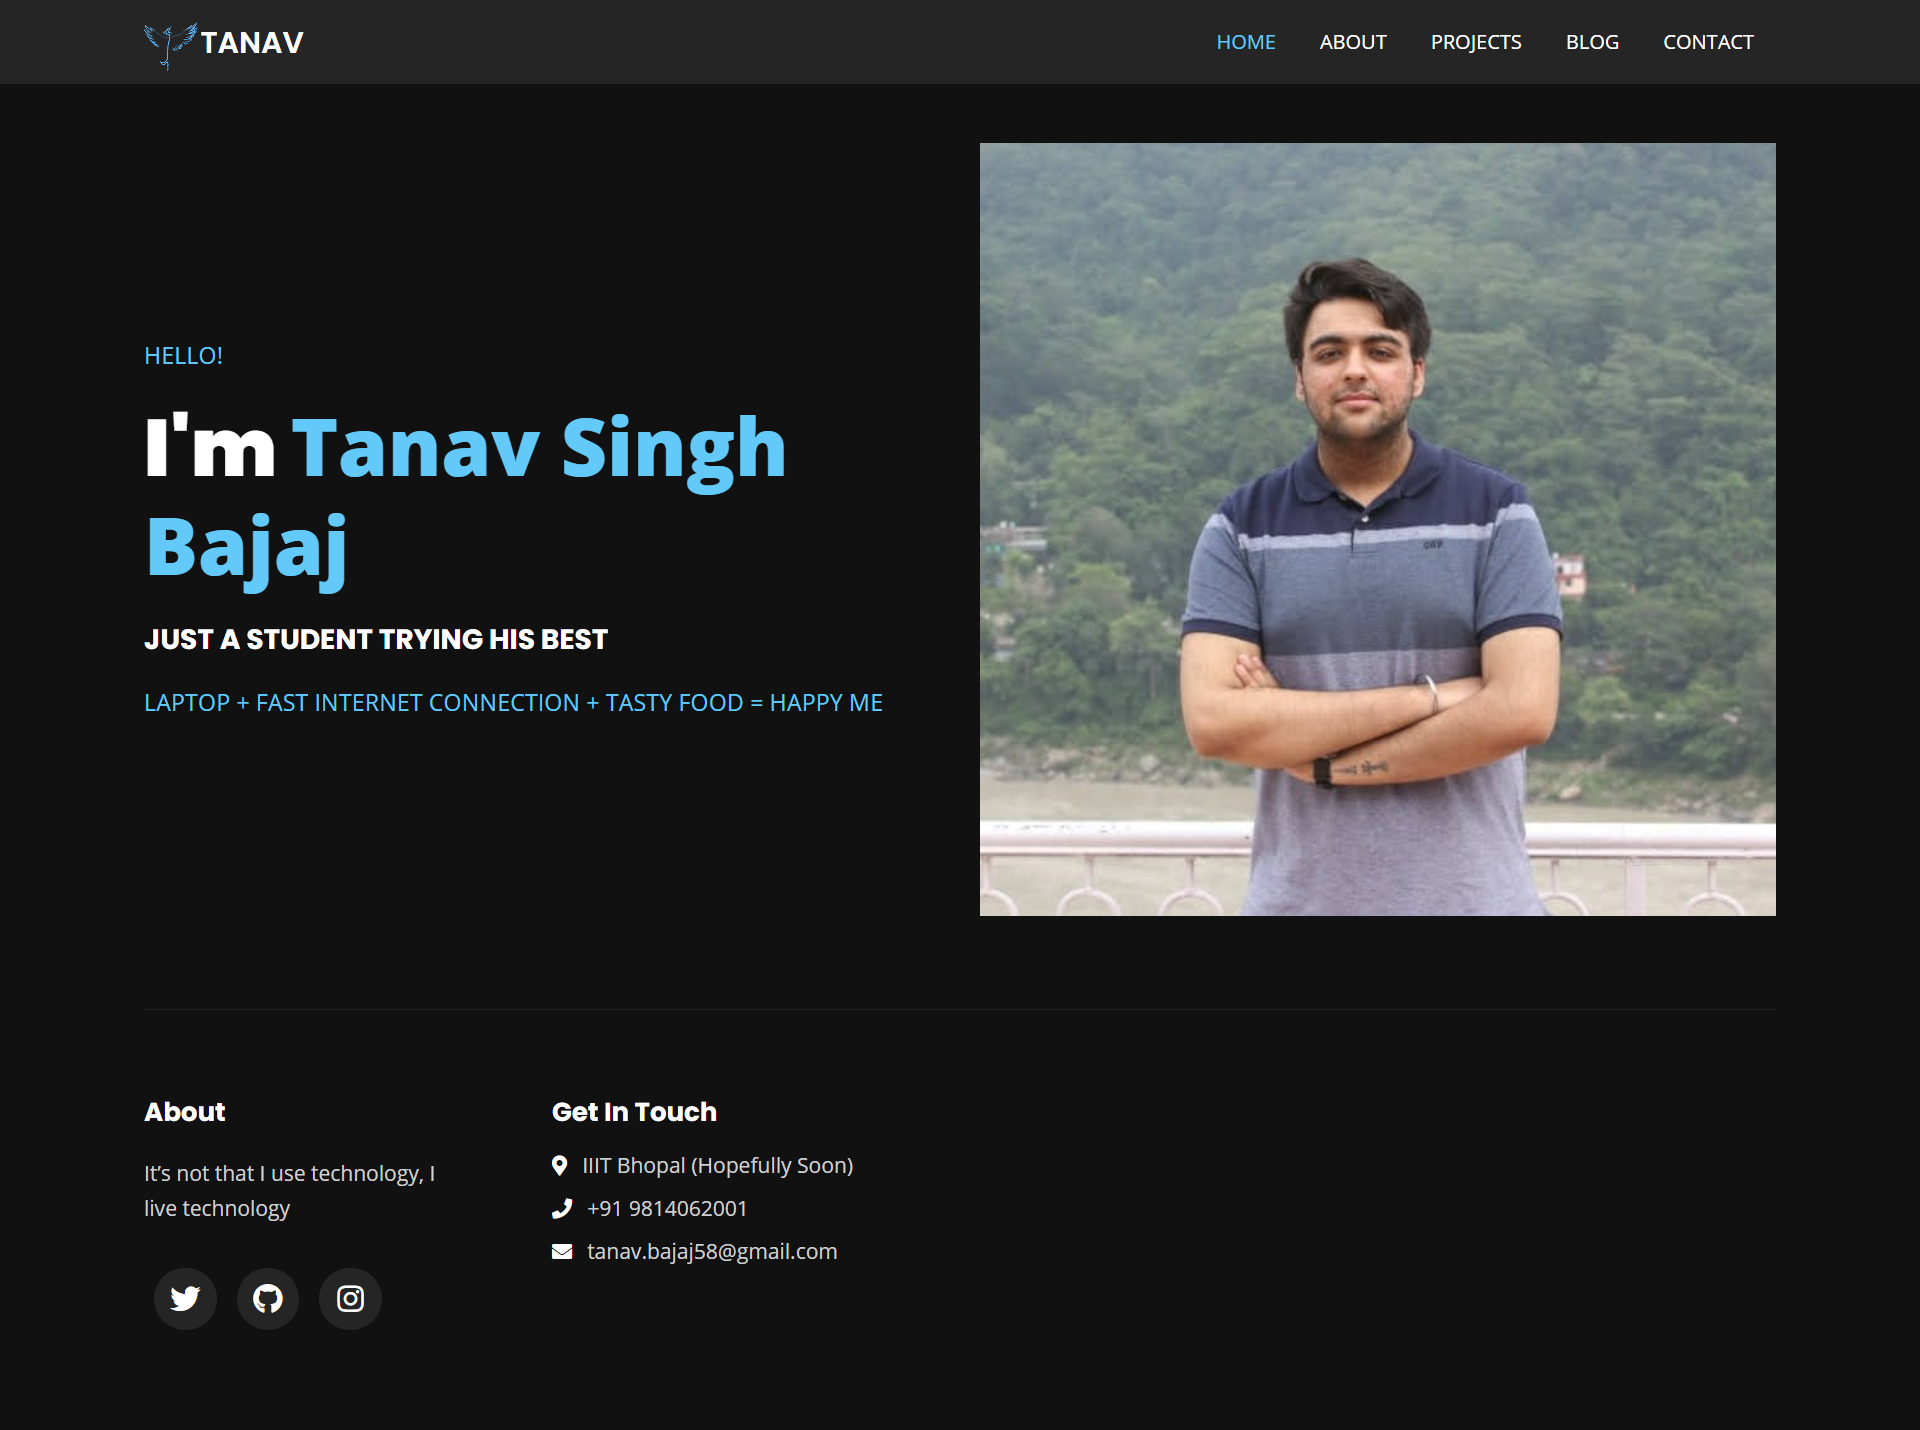 TANAV
HOME ABOUT PROJECTS BLOG CONTACT
HELLO!
I'm Tanav Singh
Bajaj
JUST A STUDENT TRYING HIS BEST
LAPTOP + FAST INTERNET CONNECTION + TASTY FOOD = HAPPY ME
About
It’s not that I use technology, I
live technology
Get In Touch
IIIT Bhopal (Hopefully Soon)
+91 9814062001
tanav.bajaj58@gmail.com